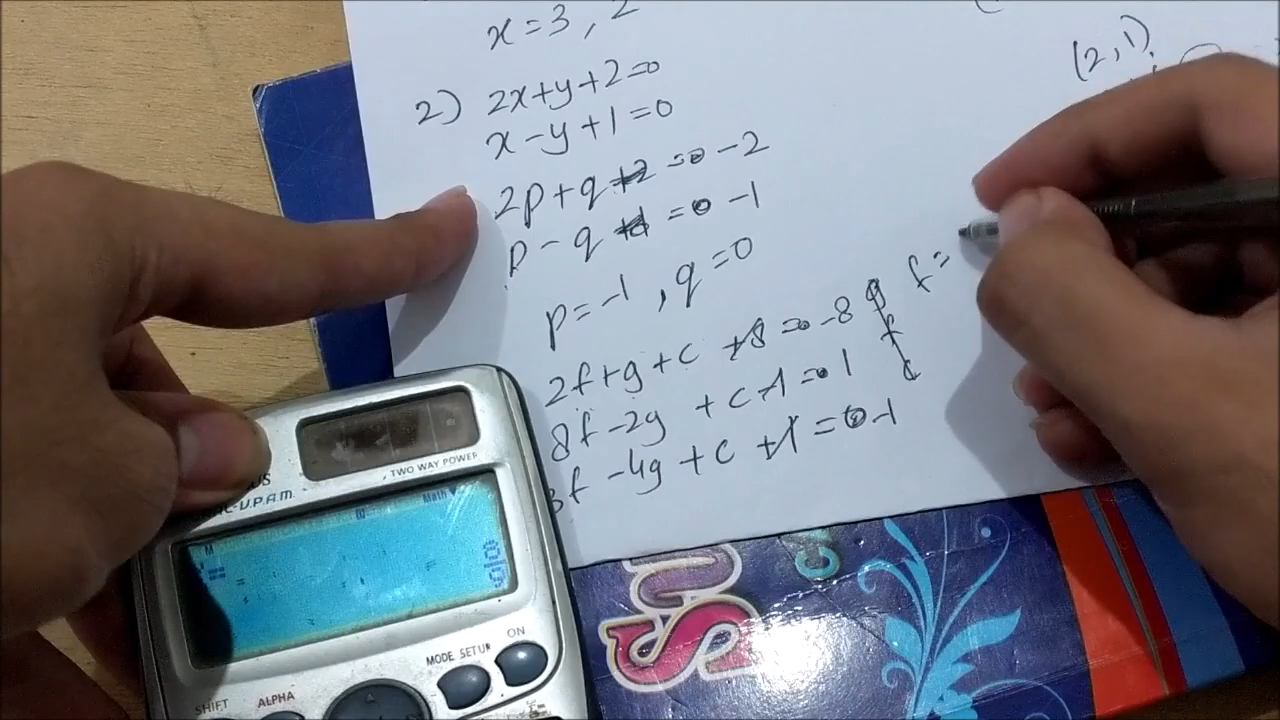 x=3, 2
(2,1)
2) 2x+y+2=0
x-y+1=0
2p+q+2=0-2
p-q+1=0-1
p=-1, q=0
2f+g+c+8=0-8
f=
8f-2g+c-1=0 1
3f-4g+c+1=0-1
g
f
c
V.P.A.M.
TWO WAY POWER
Math▼
MODE SETUP
ON
SHIFT
ALPHA